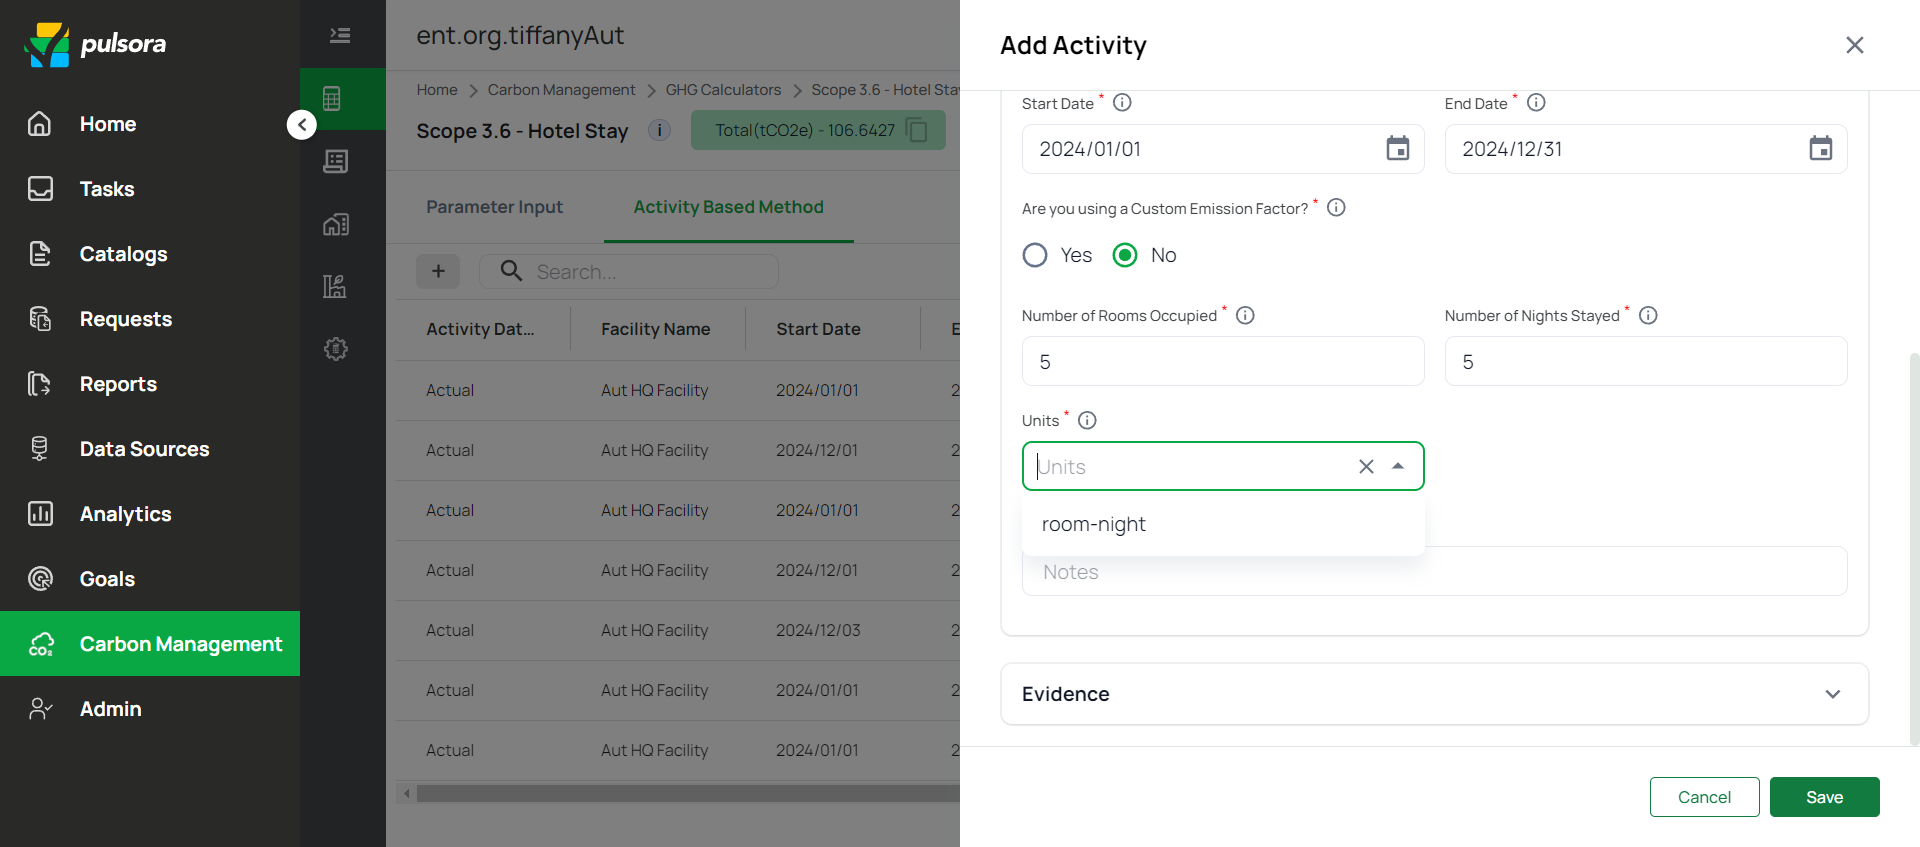 pulsora
Home
Tasks
Catalogs
Requests
Reports
Data Sources
Analytics
Goals
Carbon Management
Admin
ent.org.tiffanyAut
Home > Carbon Management > GHG Calculators > Scope 3.6 - Hotel Stay
Scope 3.6 - Hotel Stay
Total(tCO2e) - 106.6427
Parameter Input
Activity Based Method
+
Search...
Activity Dat... Facility Name Start Date E
Actual Aut HQ Facility 2024/01/01 2
Actual Aut HQ Facility 2024/12/01 2
Actual Aut HQ Facility 2024/01/01 2
Actual Aut HQ Facility 2024/12/01 2
Actual Aut HQ Facility 2024/12/03 2
Actual Aut HQ Facility 2024/01/01 2
Actual Aut HQ Facility 2024/01/01 2
Add Activity
Start Date *
End Date *
2024/01/01
2024/12/31
Are you using a Custom Emission Factor? *
Yes
No
Number of Rooms Occupied *
Number of Nights Stayed *
5
5
Units *
Units
room-night
Notes
Evidence
Cancel
Save